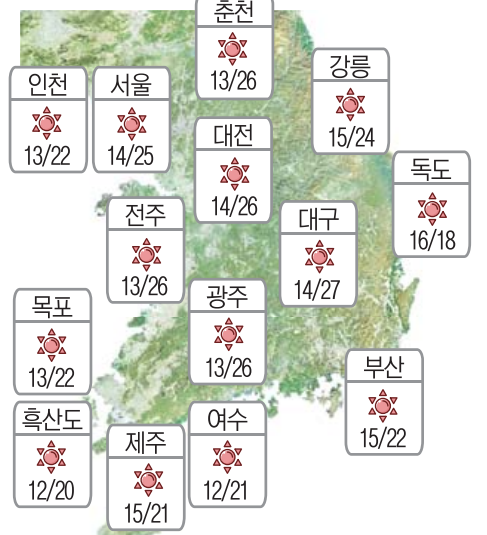 춘천
13/26
강릉
15/24
인천
13/22
서울
14/25
대전
14/26
독도
16/18
전주
13/26
대구
14/27
광주
13/26
목포
13/22
부산
15/22
흑산도
12/20
제주
15/21
여수
12/21